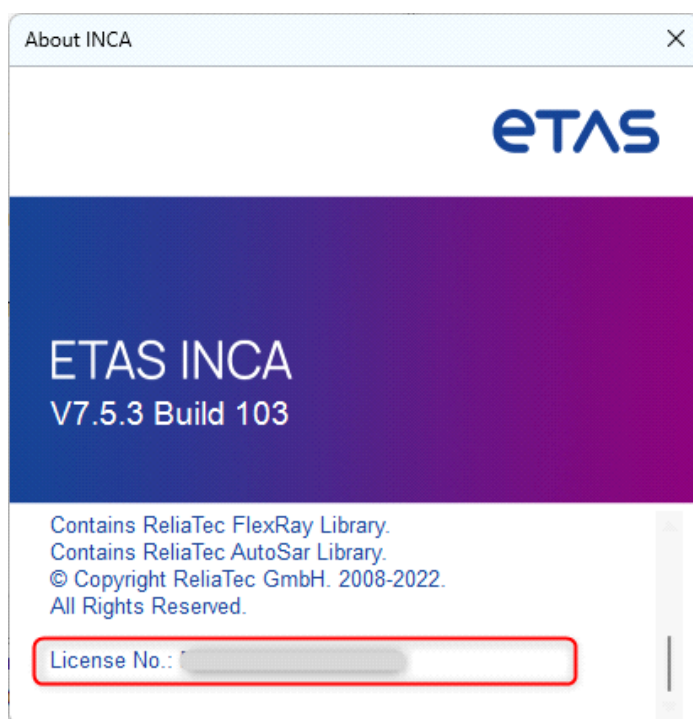 About INCA
eTAS
ETAS INCA
V7.5.3 Build 103
Contains ReliaTec FlexRay Library.
Contains ReliaTec AutoSar Library.
© Copyright ReliaTec GmbH. 2008-2022.
All Rights Reserved.
License No.: